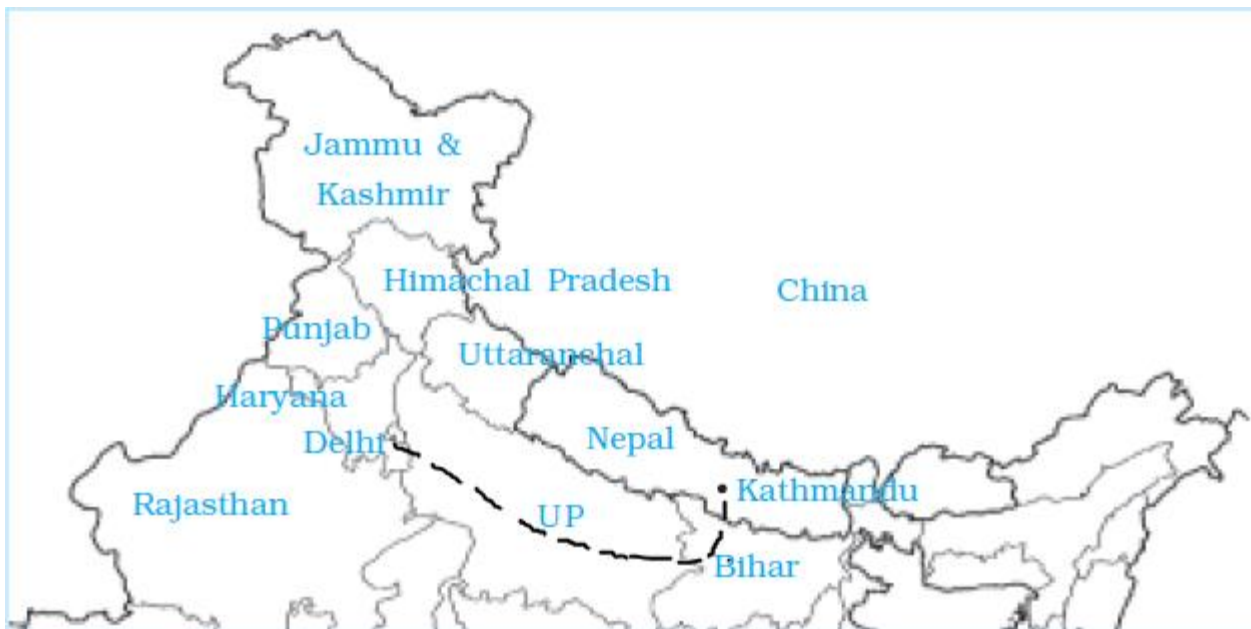 Jammu &
Kashmir
Himachal Pradesh
China
Punjab
Uttaranchal
Haryana
Delhi
Nepal
Rajasthan
Kathmandu
UP
Bihar